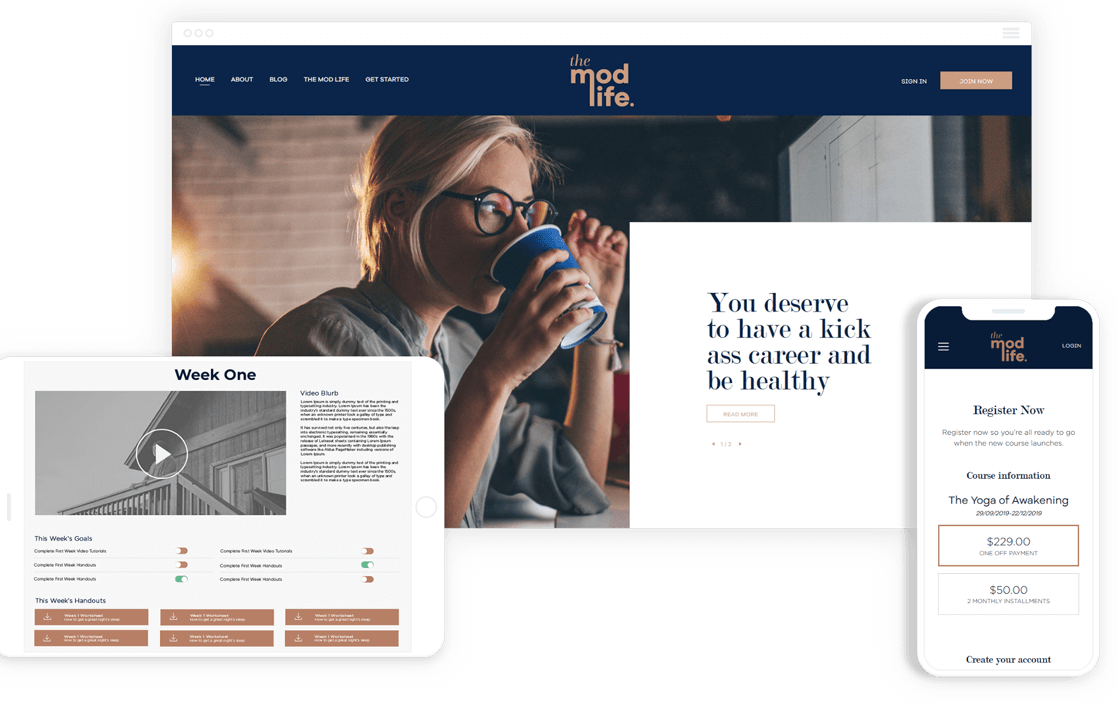 HOME ABOUT BLOG THE MOD LIFE GET STARTED
the
mod
life.
SIGN IN JOIN NOW
You deserve
to have a kick
ass career and
be healthy
READ MORE
1 / 2
Week One
Video Blurb
Lorem Ipsum is simply dummy text of the printing and
typesetting industry. Lorem Ipsum has been the
industry's standard dummy text ever since the 1500s,
when an unknown printer took a galley of type and
scrambled it to make a type specimen book.
It has survived not only five centuries, but also the leap
into electronic typesetting, remaining essentially
unchanged. It was popularised in the 1960s with the
release of Letraset sheets containing Lorem Ipsum
passages, and more recently with desktop publishing
software like Aldus PageMaker including versions of
Lorem Ipsum.
Lorem Ipsum is simply dummy text of the printing and
typesetting industry. Lorem Ipsum has been the
industry's standard dummy text ever since the 1500s,
when an unknown printer took a galley of type and
scrambled it to make a type specimen book.
This Week's Goals
Complete First Week Video Tutorials Complete First Week Video Tutorials
Complete First Week Handouts Complete First Week Handouts
Complete First Week Handouts Complete First Week Handouts
This Week's Handouts
Week 1 Worksheet Week 1 Worksheet Week 1 Worksheet
How to get a great night's sleep How to get a great night's sleep How to get a great night's sleep
Week 1 Worksheet Week 1 Worksheet Week 1 Worksheet
How to get a great night's sleep How to get a great night's sleep How to get a great night's sleep
the
mod
life.
LOGIN
Register Now
Register now so you're all ready to go
when the new course launches.
Course information
The Yoga of Awakening
29/09/2019-22/12/2019
$229.00
ONE OFF PAYMENT
$50.00
2 MONTHLY INSTALLMENTS
Create your account